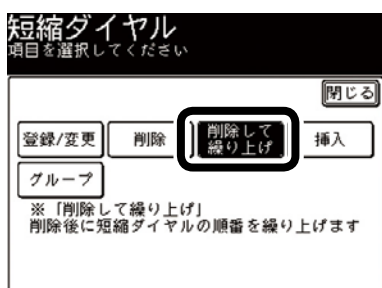 短縮ダイヤル
項目を選択してください
閉じる
登録/変更 削除 削除して繰り上げ 挿入
グループ
※「削除して繰り上げ」
削除後に短縮ダイヤルの順番を繰り上げます